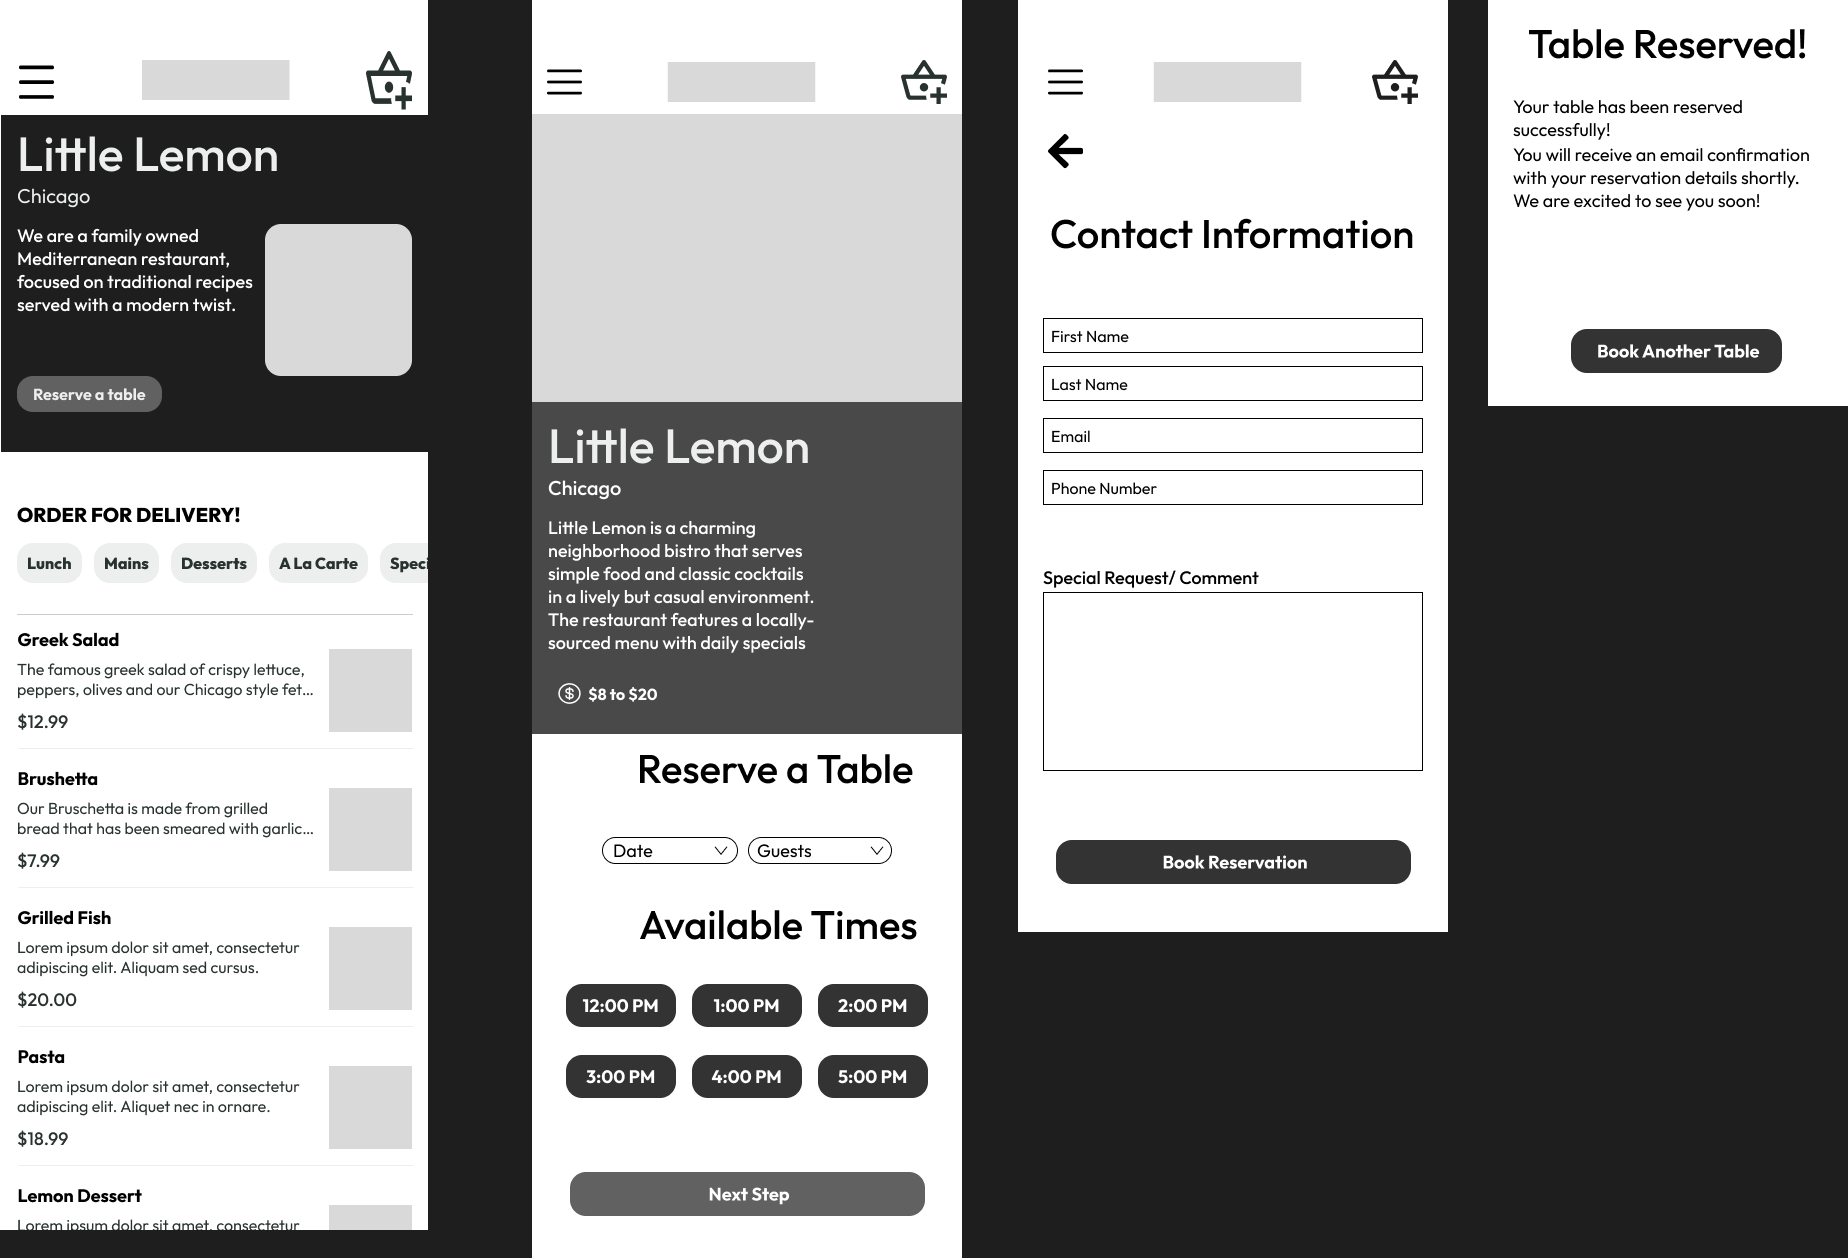 Little Lemon
Chicago
We are a family owned
Mediterranean restaurant,
focused on traditional recipes
served with a modern twist.
Reserve a table
ORDER FOR DELIVERY!
Lunch Mains Desserts A La Carte Speci
Greek Salad
The famous greek salad of crispy lettuce,
peppers, olives and our Chicago style fet...
$12.99
Brushetta
Our Bruschetta is made from grilled
bread that has been smeared with garlic...
$7.99
Grilled Fish
Lorem ipsum dolor sit amet, consectetur
adipiscing elit. Aliquam sed cursus.
$20.00
Pasta
Lorem ipsum dolor sit amet, consectetur
adipiscing elit. Aliquet nec in ornare.
$18.99
Lemon Dessert
Lorem ipsum dolor sit amet, consectetur
Little Lemon
Chicago
Little Lemon is a charming
neighborhood bistro that serves
simple food and classic cocktails
in a lively but casual environment.
The restaurant features a locally-
sourced menu with daily specials
$8 to $20
Reserve a Table
Date Guests
Available Times
12:00 PM 1:00 PM 2:00 PM
3:00 PM 4:00 PM 5:00 PM
Next Step
Contact Information
First Name
Last Name
Email
Phone Number
Special Request/ Comment
Book Reservation
Table Reserved!
Your table has been reserved
successfully!
You will receive an email confirmation
with your reservation details shortly.
We are excited to see you soon!
Book Another Table